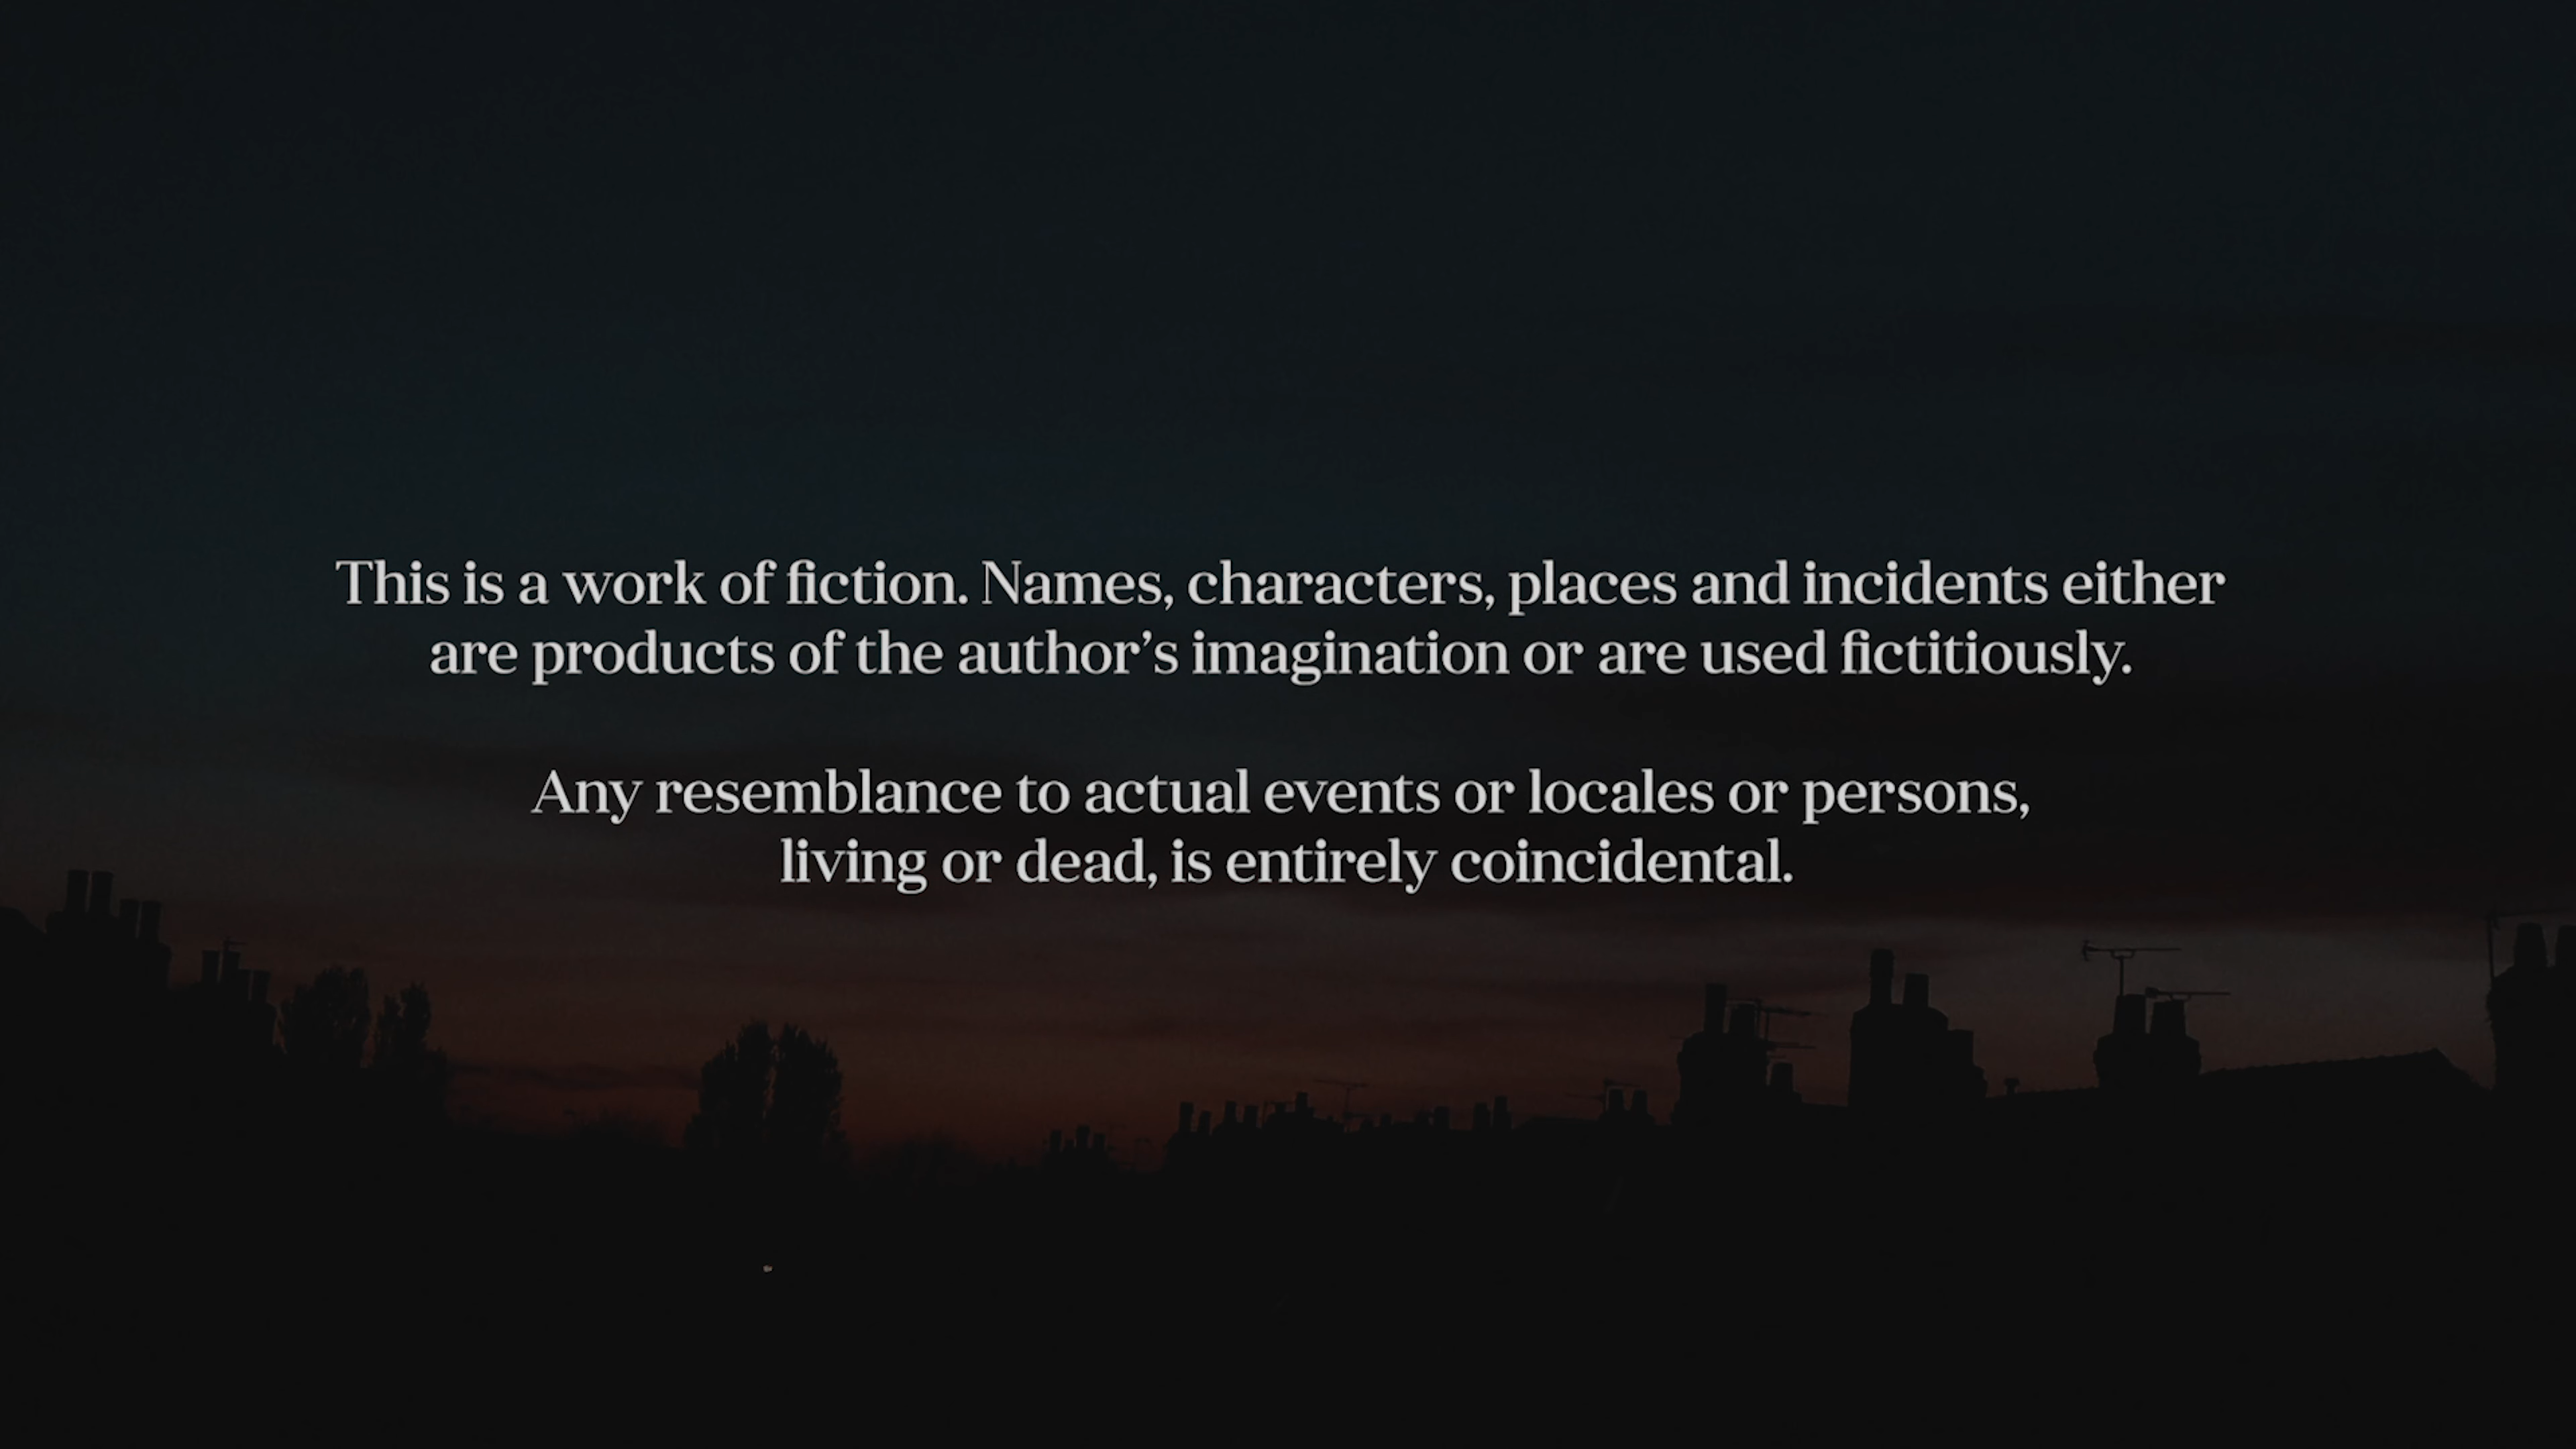 This is a work of fiction. Names, characters, places and incidents either
are products of the author’s imagination or are used fictitiously.
Any resemblance to actual events or locales or persons,
living or dead, is entirely coincidental.